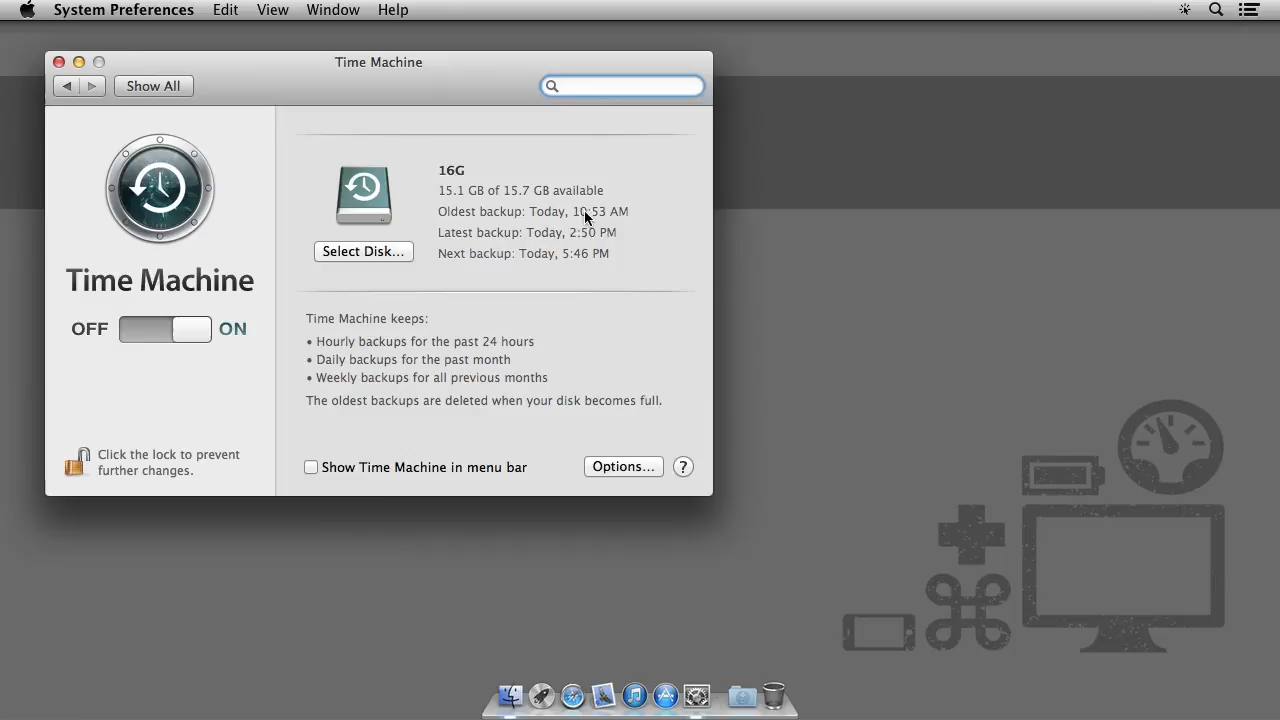 System Preferences Edit View Window Help
Time Machine
Show All
16G
15.1 GB of 15.7 GB available
Oldest backup: Today, 10:53 AM
Latest backup: Today, 2:50 PM
Next backup: Today, 5:46 PM
Select Disk...
Time Machine
OFF ON
Time Machine keeps:
• Hourly backups for the past 24 hours
• Daily backups for the past month
• Weekly backups for all previous months
The oldest backups are deleted when your disk becomes full.
Click the lock to prevent
further changes.
Show Time Machine in menu bar
Options... ?